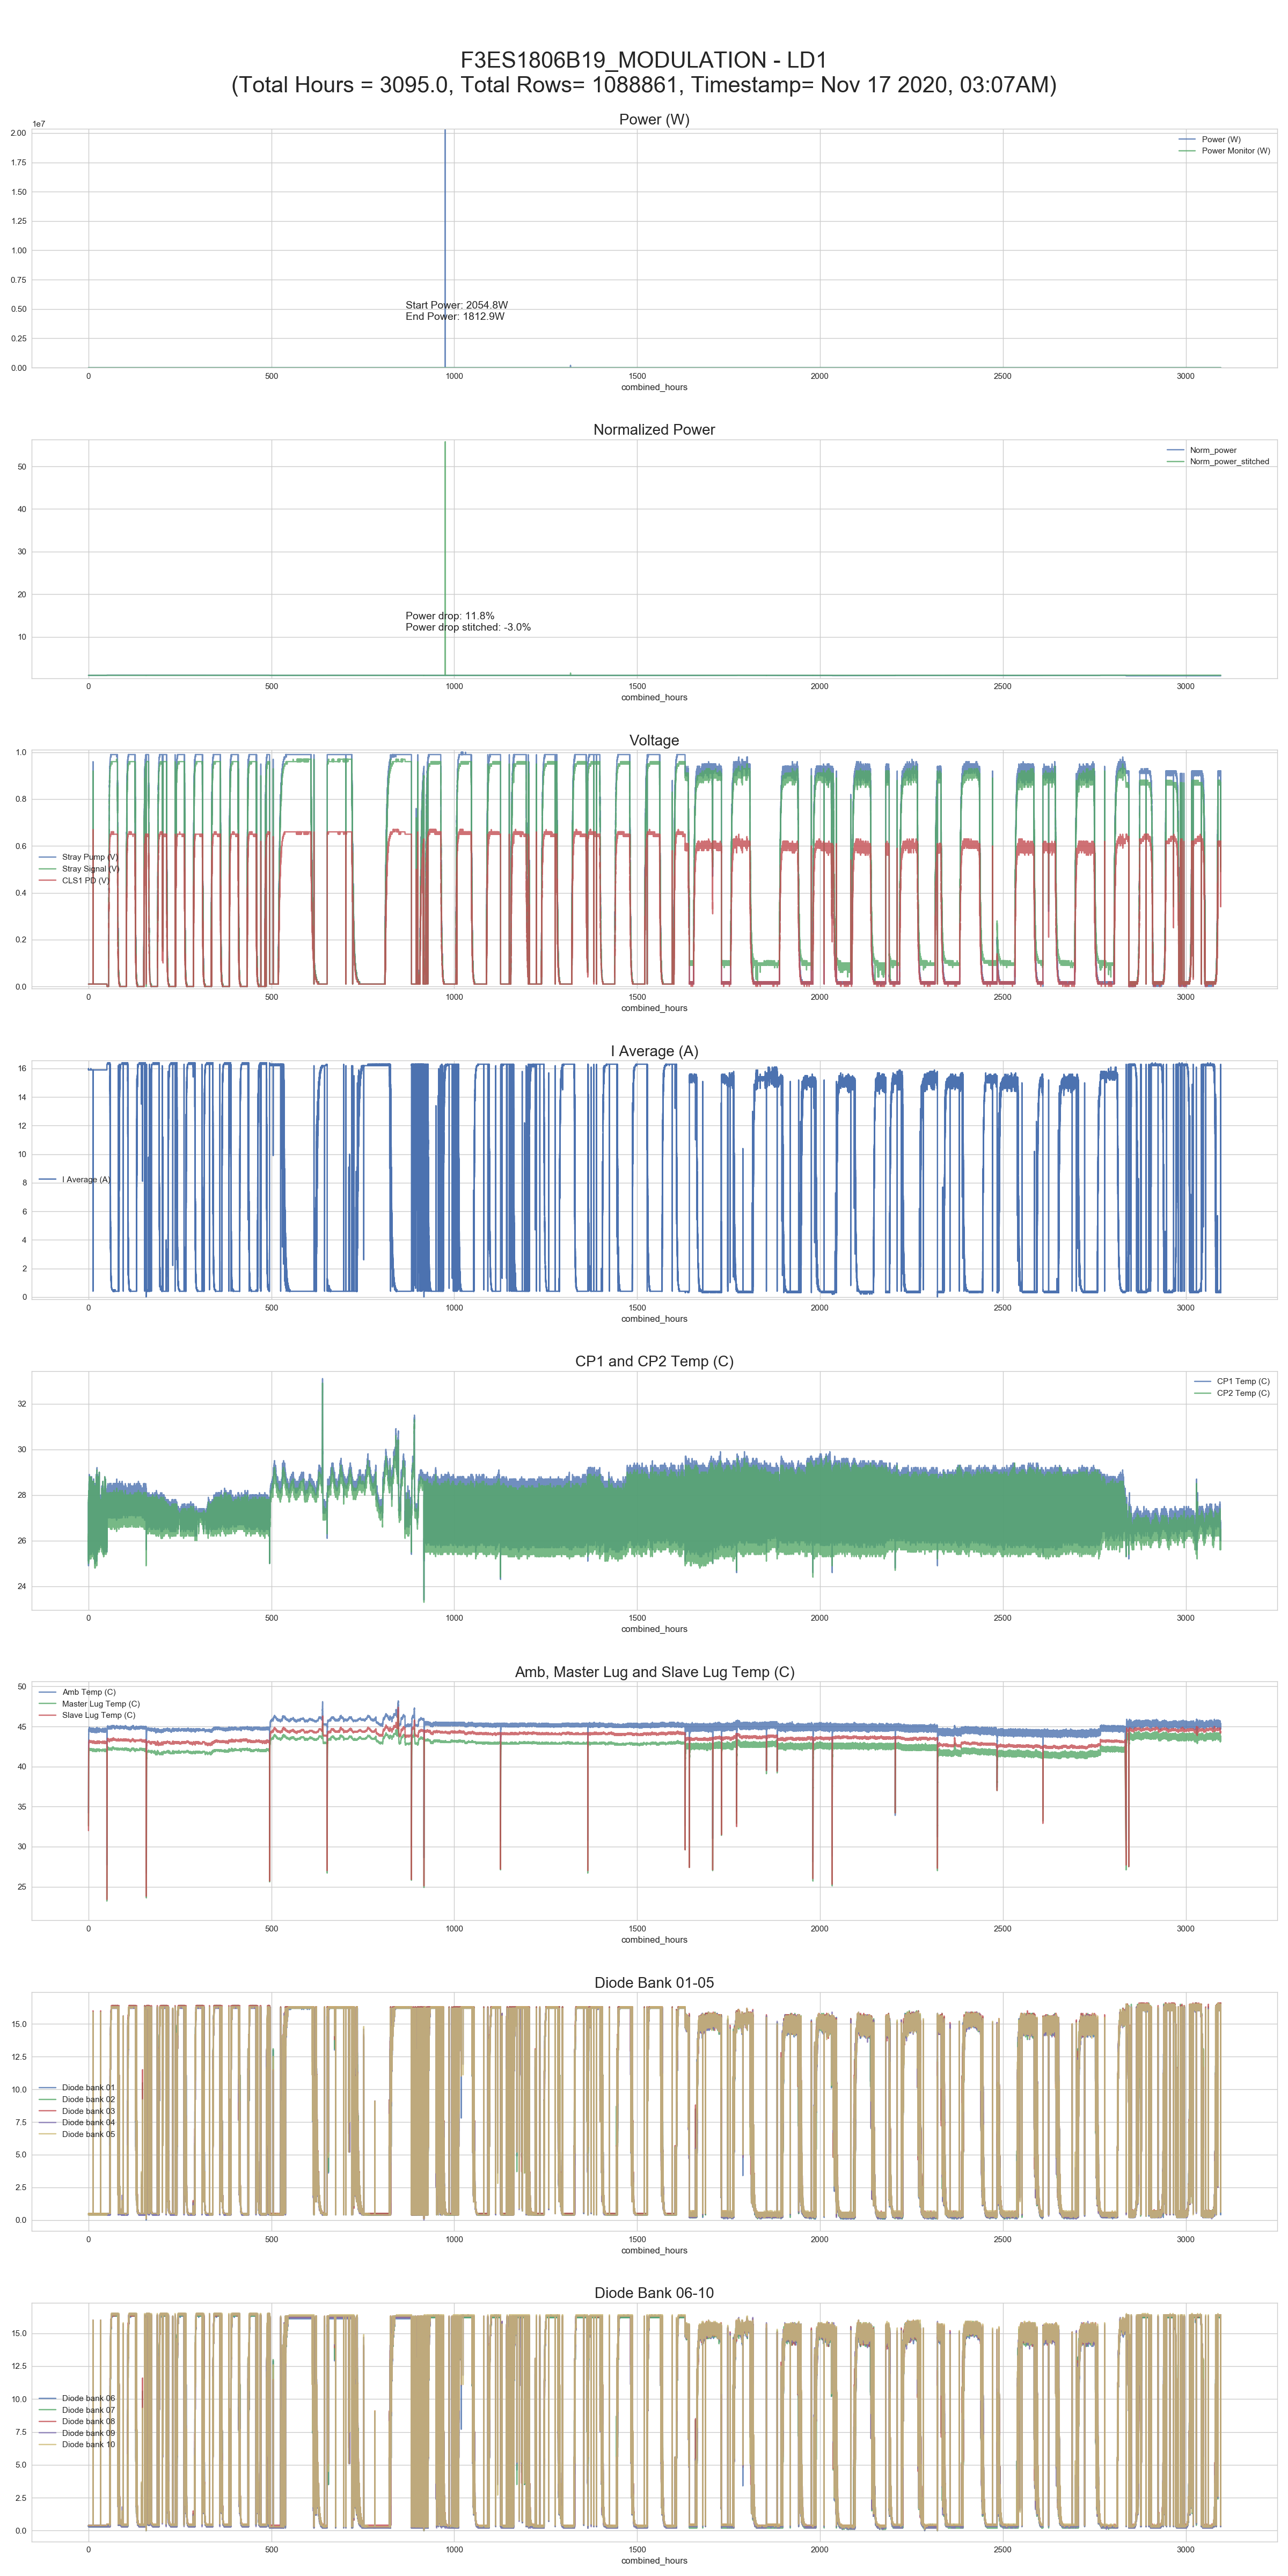 F3ES1806B19_MODULATION - LD1
(Total Hours = 3095.0, Total Rows= 1088861, Timestamp= Nov 17 2020, 03:07AM)
Power (W)
1e7
2.00
1.75
1.50
1.25
1.00
0.75
0.50
0.25
0.00
Power (W)
Power Monitor (W)
Start Power: 2054.8W
End Power: 1812.9W
0 500 1000 1500 2000 2500 3000
combined_hours
Normalized Power
50
40
30
20
10
Norm_power
Norm_power_stitched
Power drop: 11.8%
Power drop stitched: -3.0%
0 500 1000 1500 2000 2500 3000
combined_hours
Voltage
1.0
0.8
0.6
0.4
0.2
0.0
Stray Pump (V)
Stray Signal (V)
CLS1 PD (V)
0 500 1000 1500 2000 2500 3000
combined_hours
I Average (A)
16
14
12
10
8
6
4
2
0
I Average (A)
0 500 1000 1500 2000 2500 3000
combined_hours
CP1 and CP2 Temp (C)
32
30
28
26
24
CP1 Temp (C)
CP2 Temp (C)
0 500 1000 1500 2000 2500 3000
combined_hours
Amb, Master Lug and Slave Lug Temp (C)
50
45
40
35
30
25
Amb Temp (C)
Master Lug Temp (C)
Slave Lug Temp (C)
0 500 1000 1500 2000 2500 3000
combined_hours
Diode Bank 01-05
15.0
12.5
10.0
7.5
5.0
2.5
0.0
Diode bank 01
Diode bank 02
Diode bank 03
Diode bank 04
Diode bank 05
0 500 1000 1500 2000 2500 3000
combined_hours
Diode Bank 06-10
15.0
12.5
10.0
7.5
5.0
2.5
0.0
Diode bank 06
Diode bank 07
Diode bank 08
Diode bank 09
Diode bank 10
0 500 1000 1500 2000 2500 3000
combined_hours